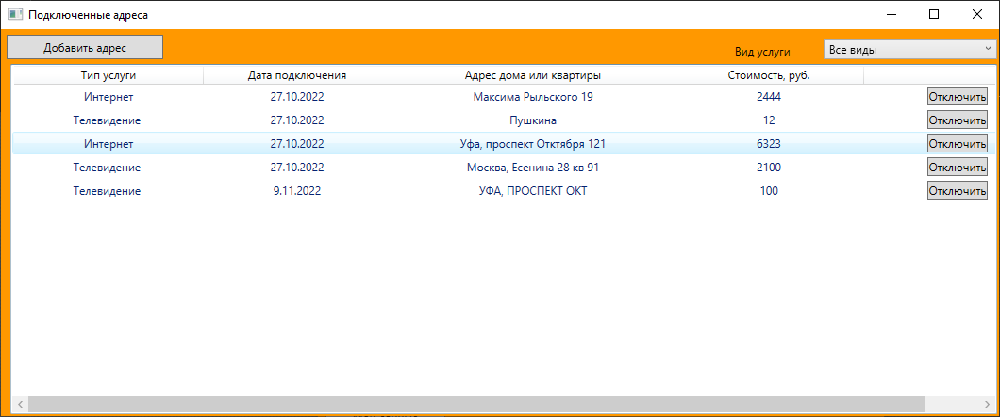 Подключенные адреса
Добавить адрес
Вид услуги Все виды
Тип услуги Дата подключения Адрес дома или квартиры Стоимость, руб.
Интернет 27.10.2022 Максима Рыльского 19 2444 Отключить
Телевидение 27.10.2022 Пушкина 12 Отключить
Интернет 27.10.2022 Уфа, проспект Отктября 121 6323 Отключить
Телевидение 27.10.2022 Москва, Есенина 28 кв 91 2100 Отключить
Телевидение 9.11.2022 УФА, ПРОСПЕКТ ОКТ 100 Отключить